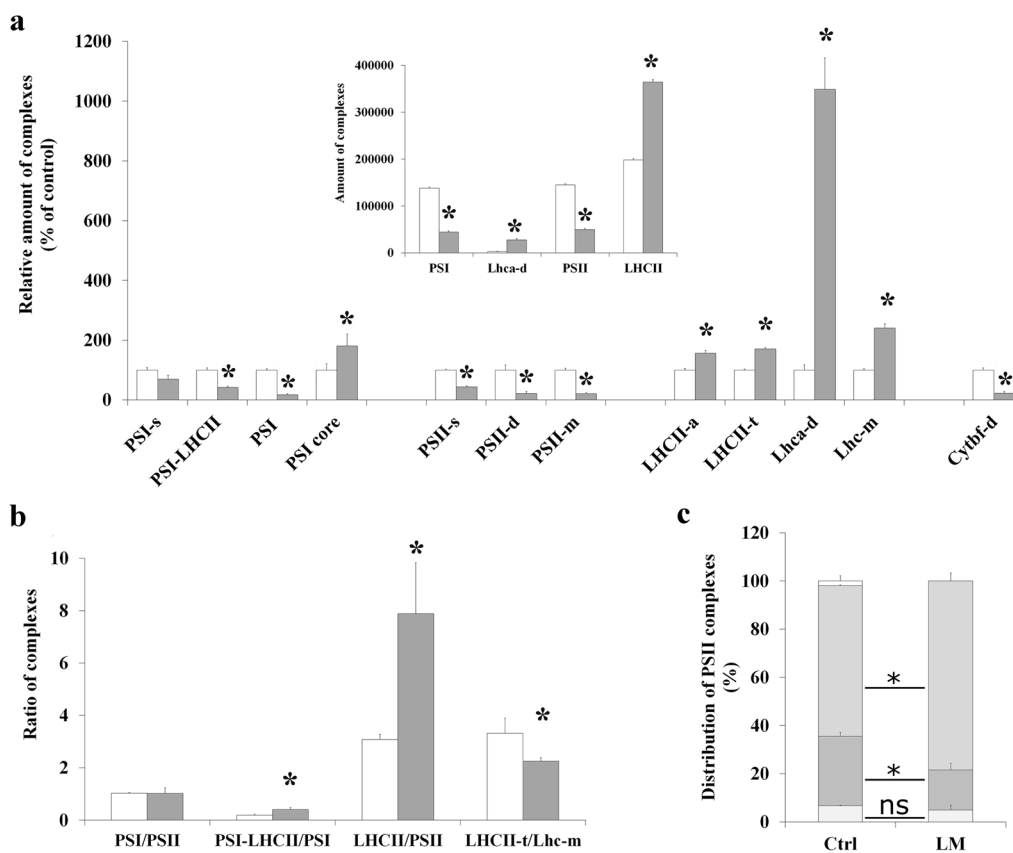 a
Relative amount of complexes
(% of control)
1200
1000
800
600
400
200
0
PSI-s
PSI-LHCII
PSI
PSI core
PSII-s
PSII-d
PSII-m
LHCII-a
LHCII-t
Lhca-d
Lhc-m
Cytbf-d
* * * * * * * * * * *
Amount of complexes
400000
300000
200000
100000
0
PSI Lhca-d PSII LHCII
* * * *
b
Ratio of complexes
10
8
6
4
2
0
PSI/PSII PSI-LHCII/PSI LHCII/PSII LHCII-t/Lhc-m
* * *
c
Distribution of PSII complexes
(%)
120
100
80
60
40
20
0
*
*
ns
Ctrl LM